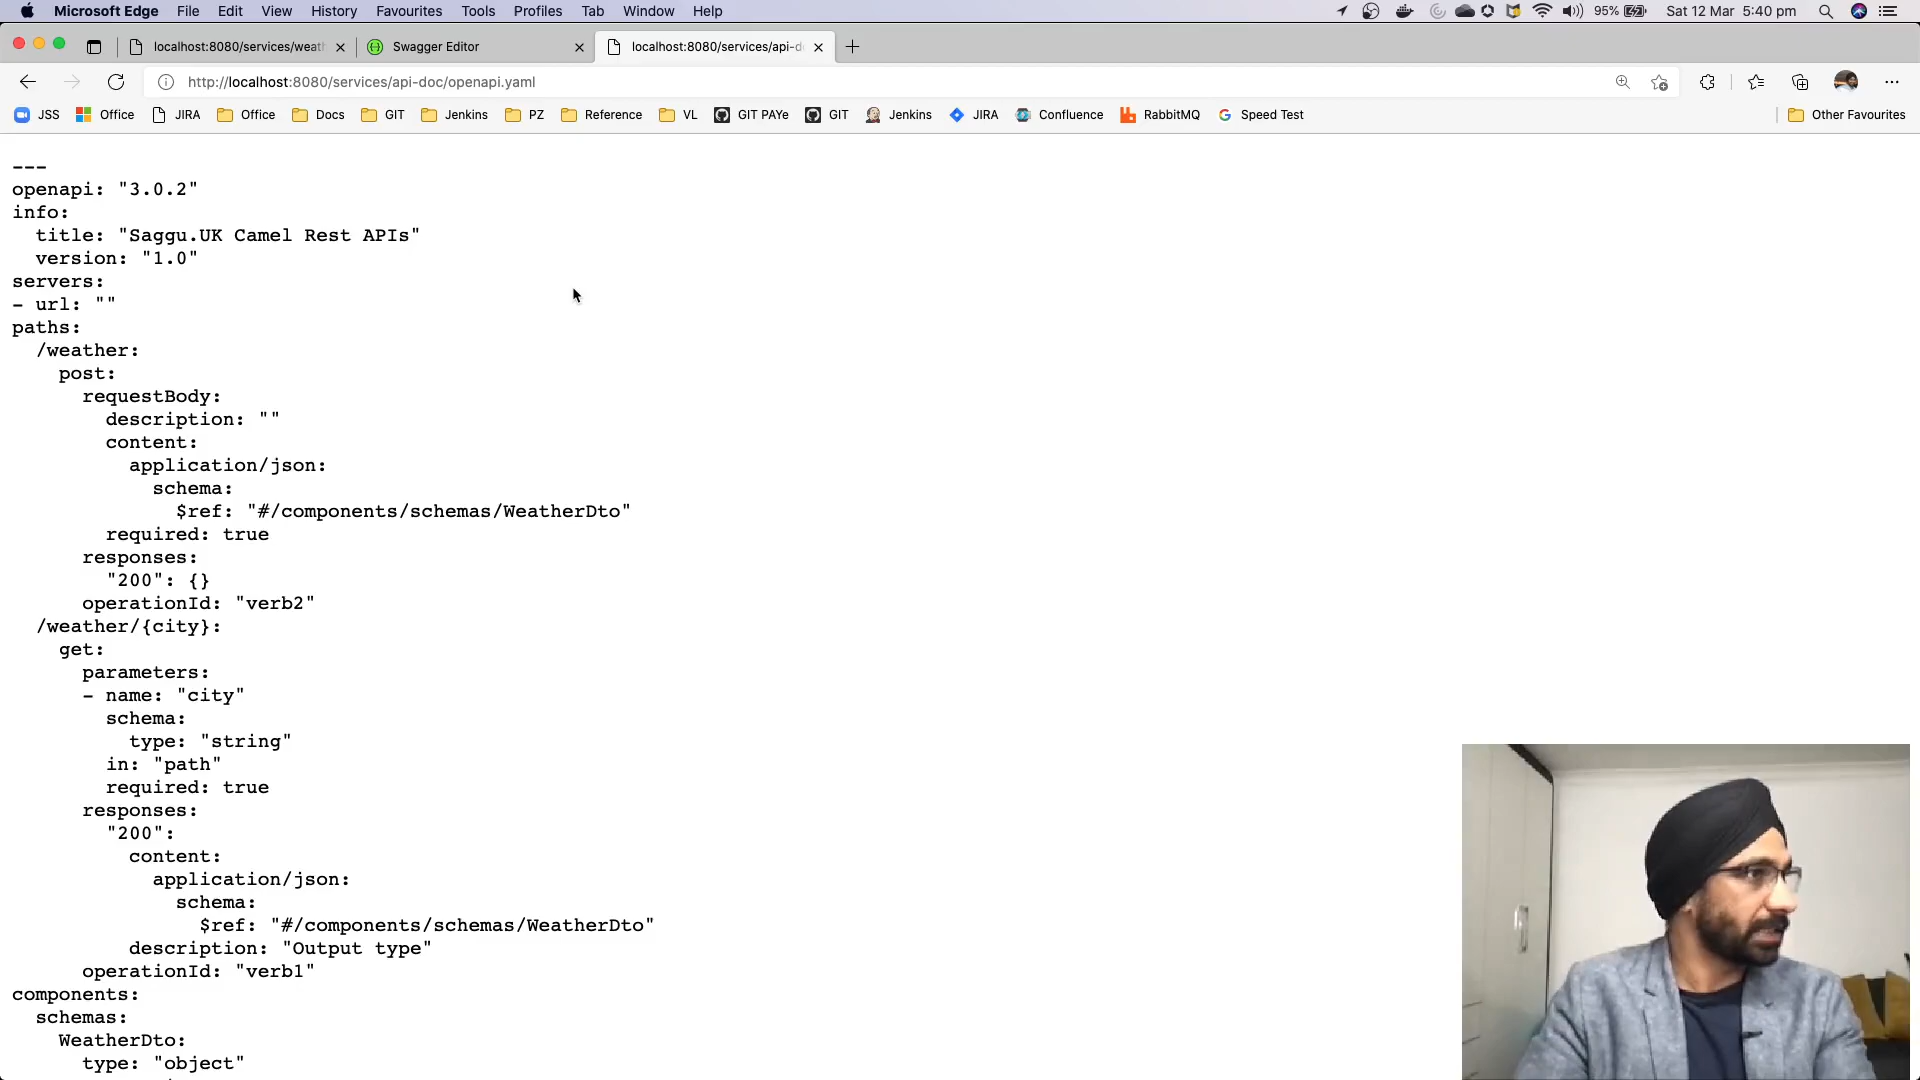 Microsoft Edge File Edit View History Favourites Tools Profiles Tab Window Help 95% Sat 12 Mar 5:40 pm
localhost:8080/services/weat Swagger Editor localhost:8080/services/api-d
http://localhost:8080/services/api-doc/openapi.yaml
JSS Office JIRA Office Docs GIT Jenkins PZ Reference VL GIT PAYe GIT Jenkins JIRA Confluence RabbitMQ Speed Test Other Favourites
---
openapi: "3.0.2"
info:
  title: "Saggu.UK Camel Rest APIs"
  version: "1.0"
servers:
- url: ""
paths:
  /weather:
    post:
      requestBody:
        description: ""
        content:
          application/json:
            schema:
              $ref: "#/components/schemas/WeatherDto"
        required: true
      responses:
        "200": {}
      operationId: "verb2"
  /weather/{city}:
    get:
      parameters:
      - name: "city"
        schema:
          type: "string"
        in: "path"
        required: true
      responses:
        "200":
          content:
            application/json:
              schema:
                $ref: "#/components/schemas/WeatherDto"
          description: "Output type"
      operationId: "verb1"
components:
  schemas:
    WeatherDto:
      type: "object"